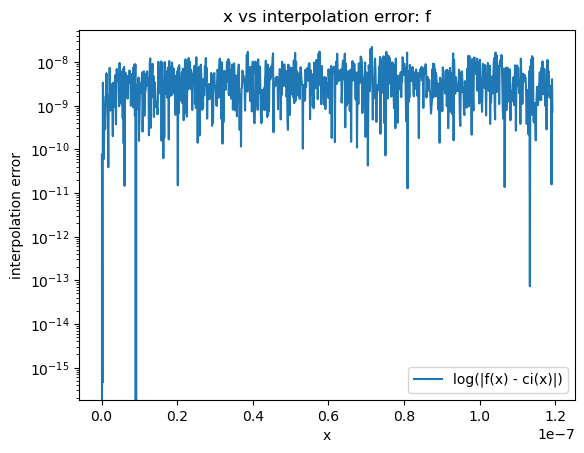 x vs interpolation error: f
interpolation error
10⁻⁸
10⁻⁹
10⁻¹⁰
10⁻¹¹
10⁻¹²
10⁻¹³
10⁻¹⁴
10⁻¹⁵
log(|f(x) - ci(x)|)
0.0 0.2 0.4 0.6 0.8 1.0 1.2
1e−7
x